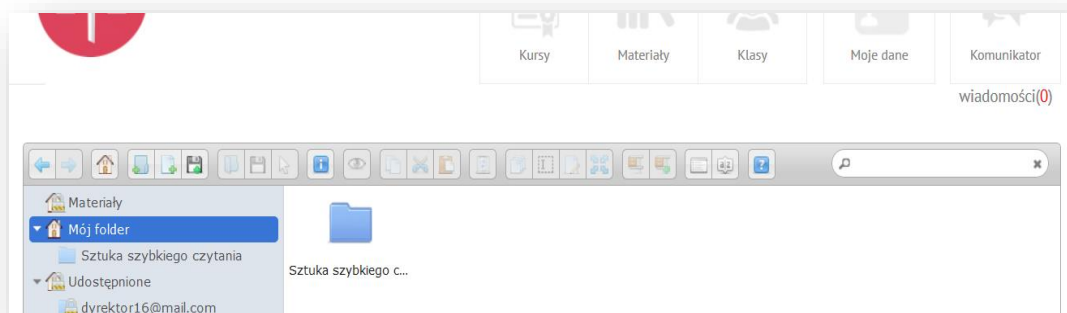 Kursy
Materiały
Klasy
Moje dane
Komunikator
wiadomości(0)
Materiały
Mój folder
Sztuka szybkiego czytania
Udostępnione
dyrektor16@mail.com
Sztuka szybkiego c...